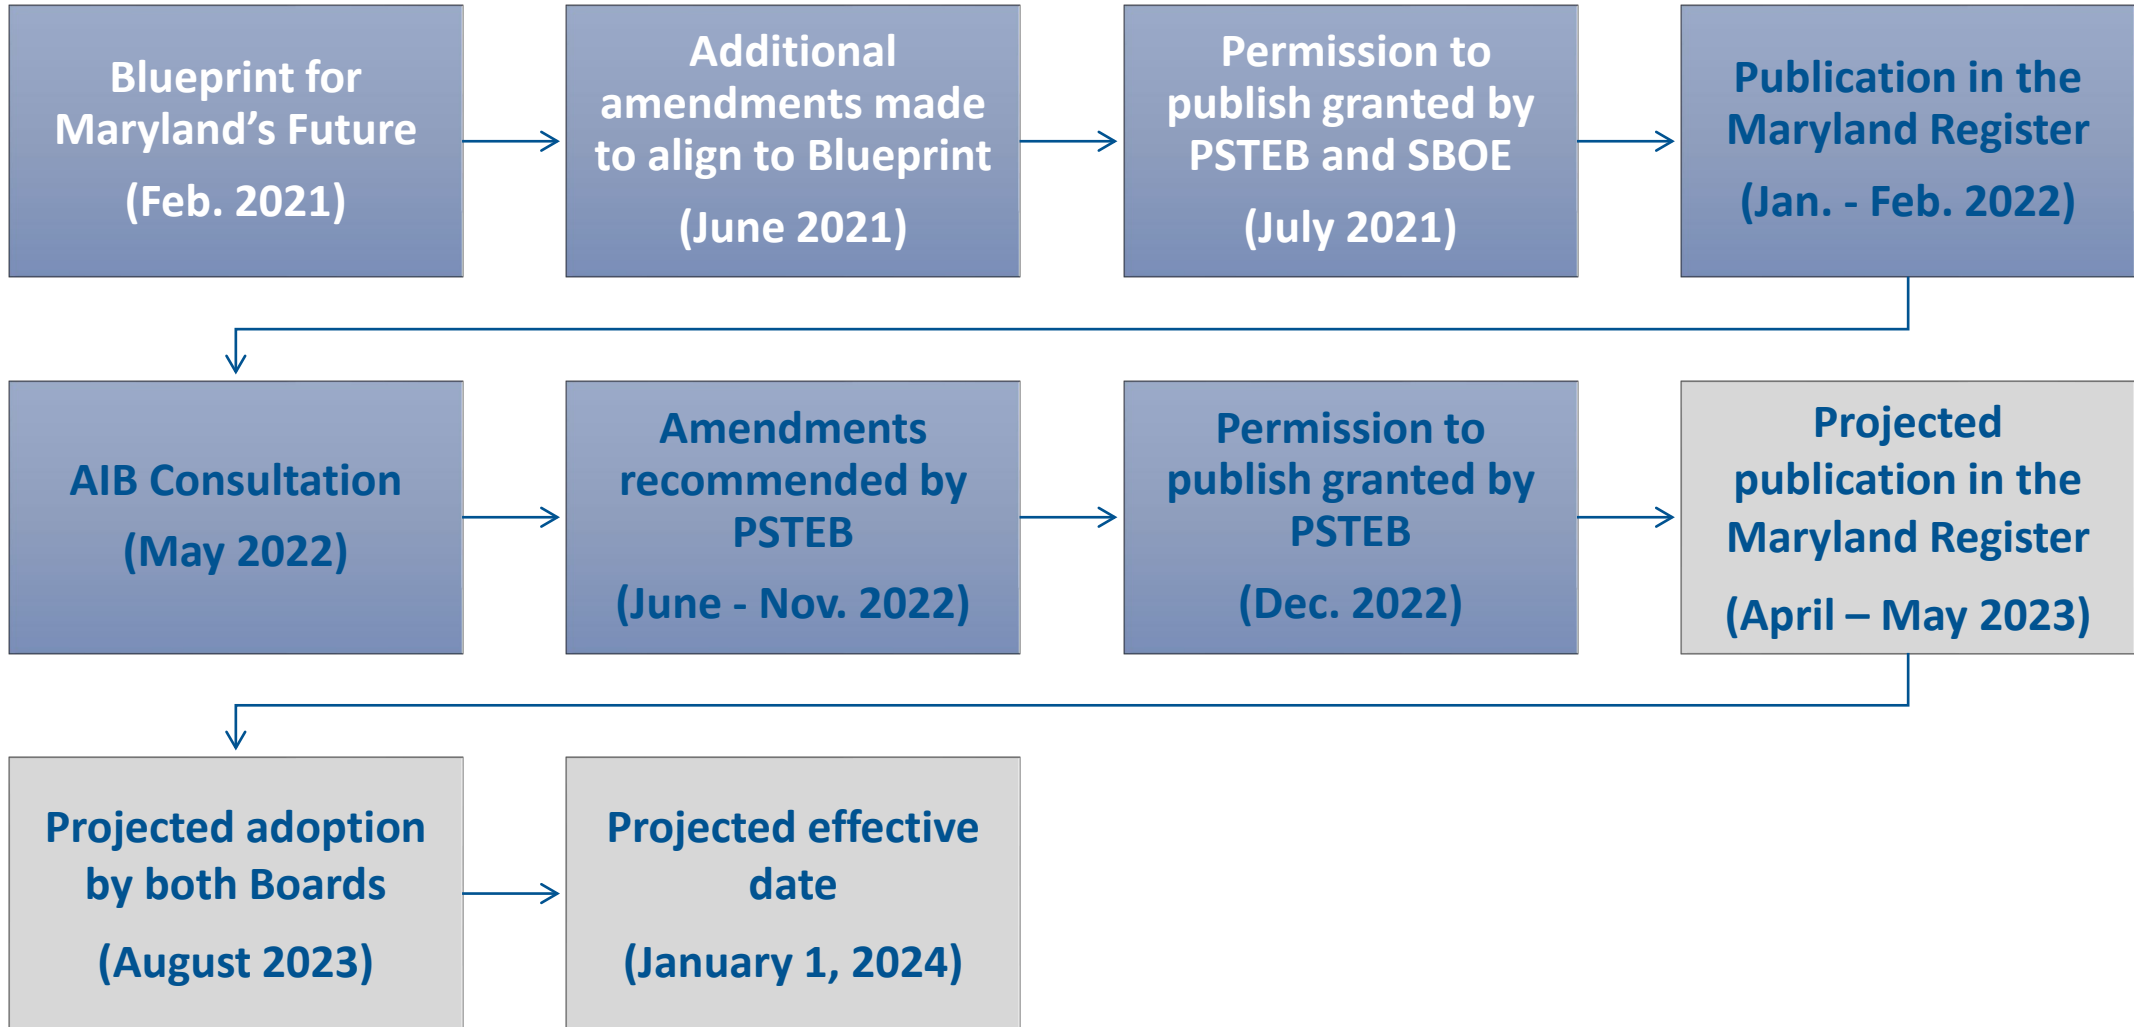 Blueprint for
Maryland’s Future
(Feb. 2021)
Additional
amendments made
to align to Blueprint
(June 2021)
Permission to
publish granted by
PSTEB and SBOE
(July 2021)
Publication in the
Maryland Register
(Jan. - Feb. 2022)
AIB Consultation
(May 2022)
Amendments
recommended by
PSTEB
(June - Nov. 2022)
Permission to
publish granted by
PSTEB
(Dec. 2022)
Projected
publication in the
Maryland Register
(April – May 2023)
Projected adoption
by both Boards
(August 2023)
Projected effective
date
(January 1, 2024)